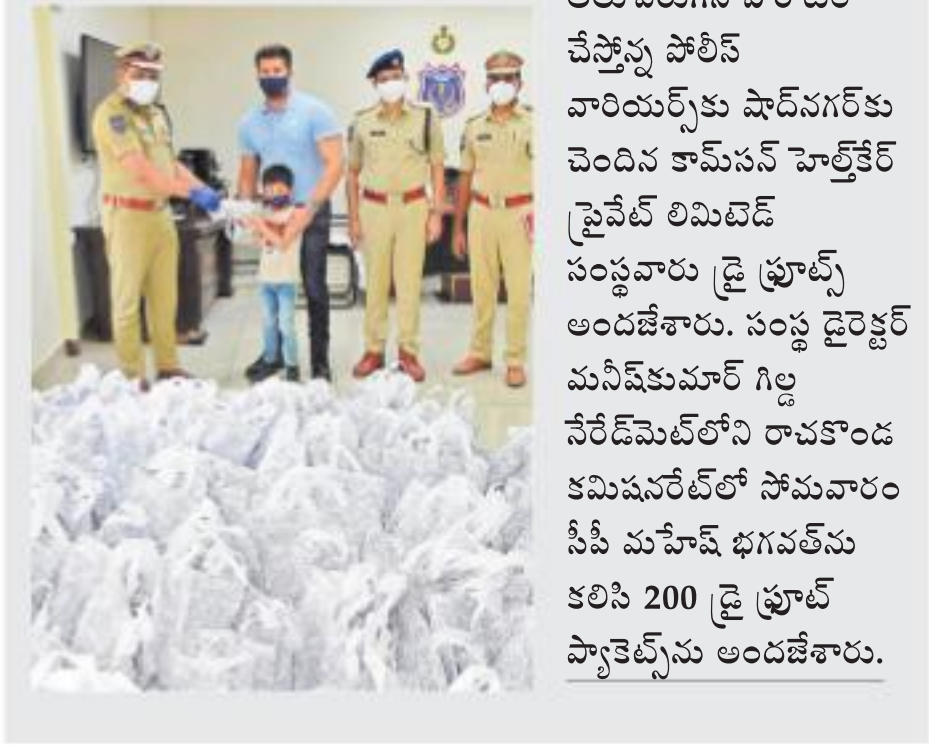 చేస్తోన్న పోలీస్
వారియర్స్‌కు షాద్‌నగర్‌కు
చెందిన కామ్‌సన్ హెల్త్‌కేర్
ప్రైవేట్ లిమిటెడ్
సంస్థవారు డ్రై ఫ్రూట్స్
అందజేశారు. సంస్థ డైరెక్టర్
మనీష్‌కుమార్ గిల్డ
నేరేడ్‌మెట్‌లోని రాచకొండ
కమిషనరేట్‌లో సోమవారం
సీపీ మహేష్ భగవత్‌ను
కలిసి 200 డ్రై ఫ్రూట్
ప్యాకెట్స్‌ను అందజేశారు.